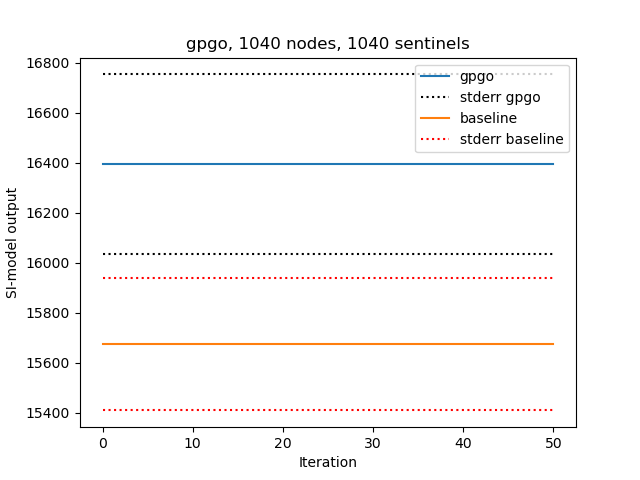 gpgo, 1040 nodes, 1040 sentinels
16800
16600
16400
16200
16000
15800
15600
15400
SI-model output
gpgo
stderr gpgo
baseline
stderr baseline
0 10 20 30 40 50
Iteration